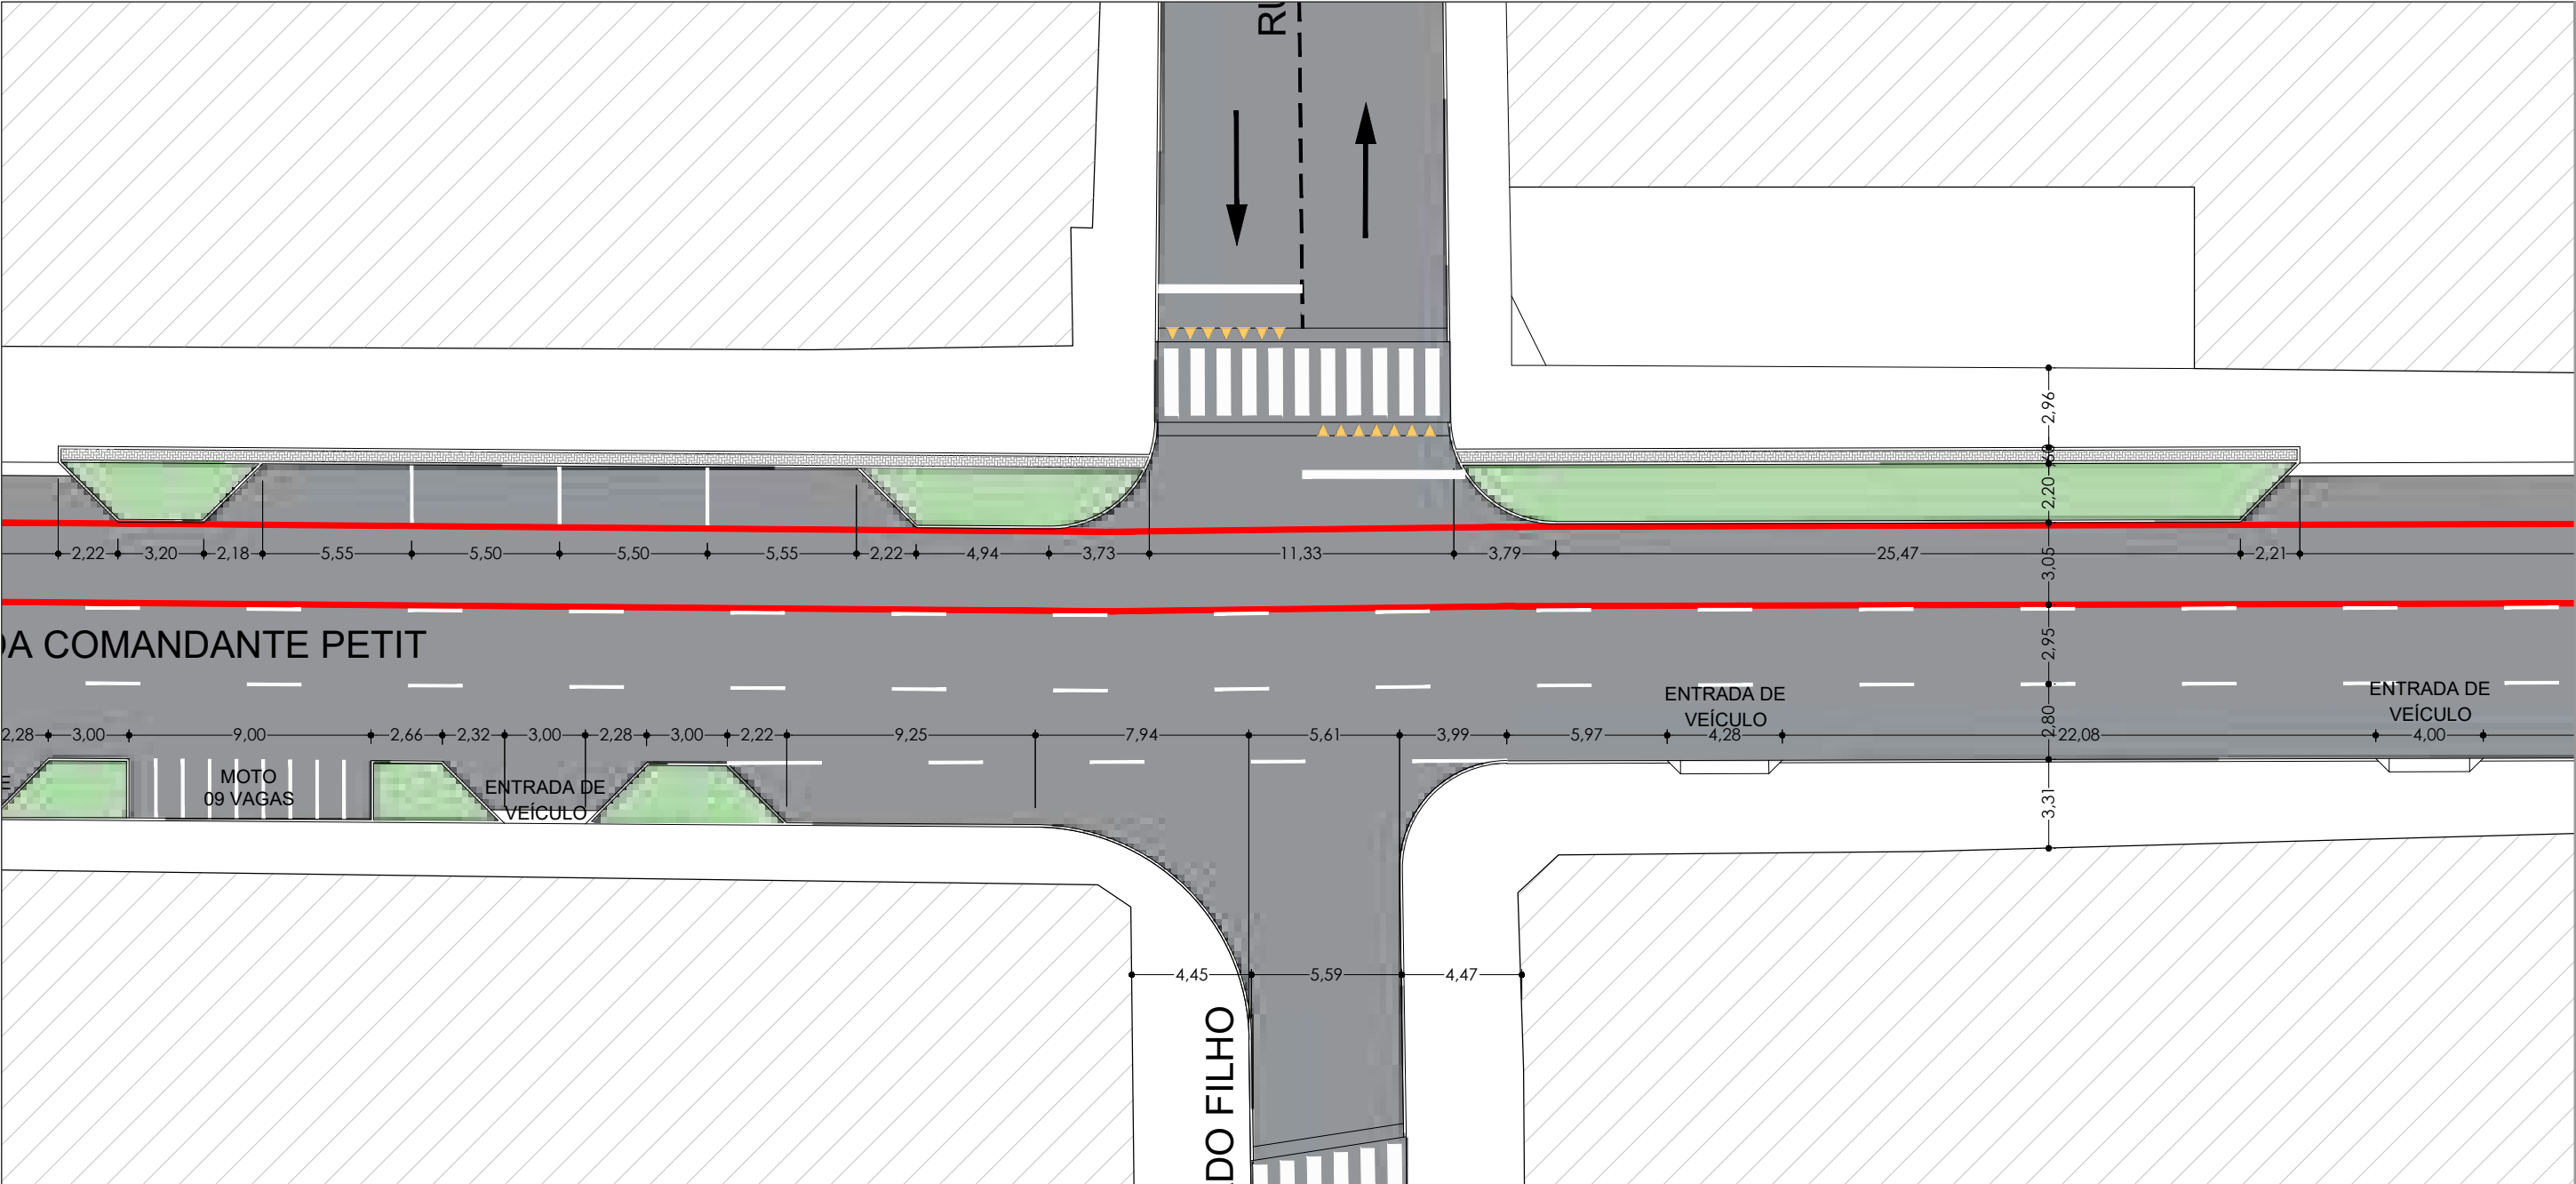 RU
2,96
,60
2,20
2,22 3,20 2,18 5,55 5,50 5,50 5,55 2,22 4,94 3,73 11,33 3,79 25,47 2,21
3,05
DA COMANDANTE PETIT
2,95
ENTRADA DE
VEÍCULO
ENTRADA DE
VEÍCULO
2,80
2,28 3,00 9,00 2,66 2,32 3,00 2,28 3,00 2,22 9,25 7,94 5,61 3,99 5,97 4,28 22,08 4,00
E
MOTO
09 VAGAS
ENTRADA DE
VEÍCULO
3,31
4,45 5,59 4,47
DO FILHO